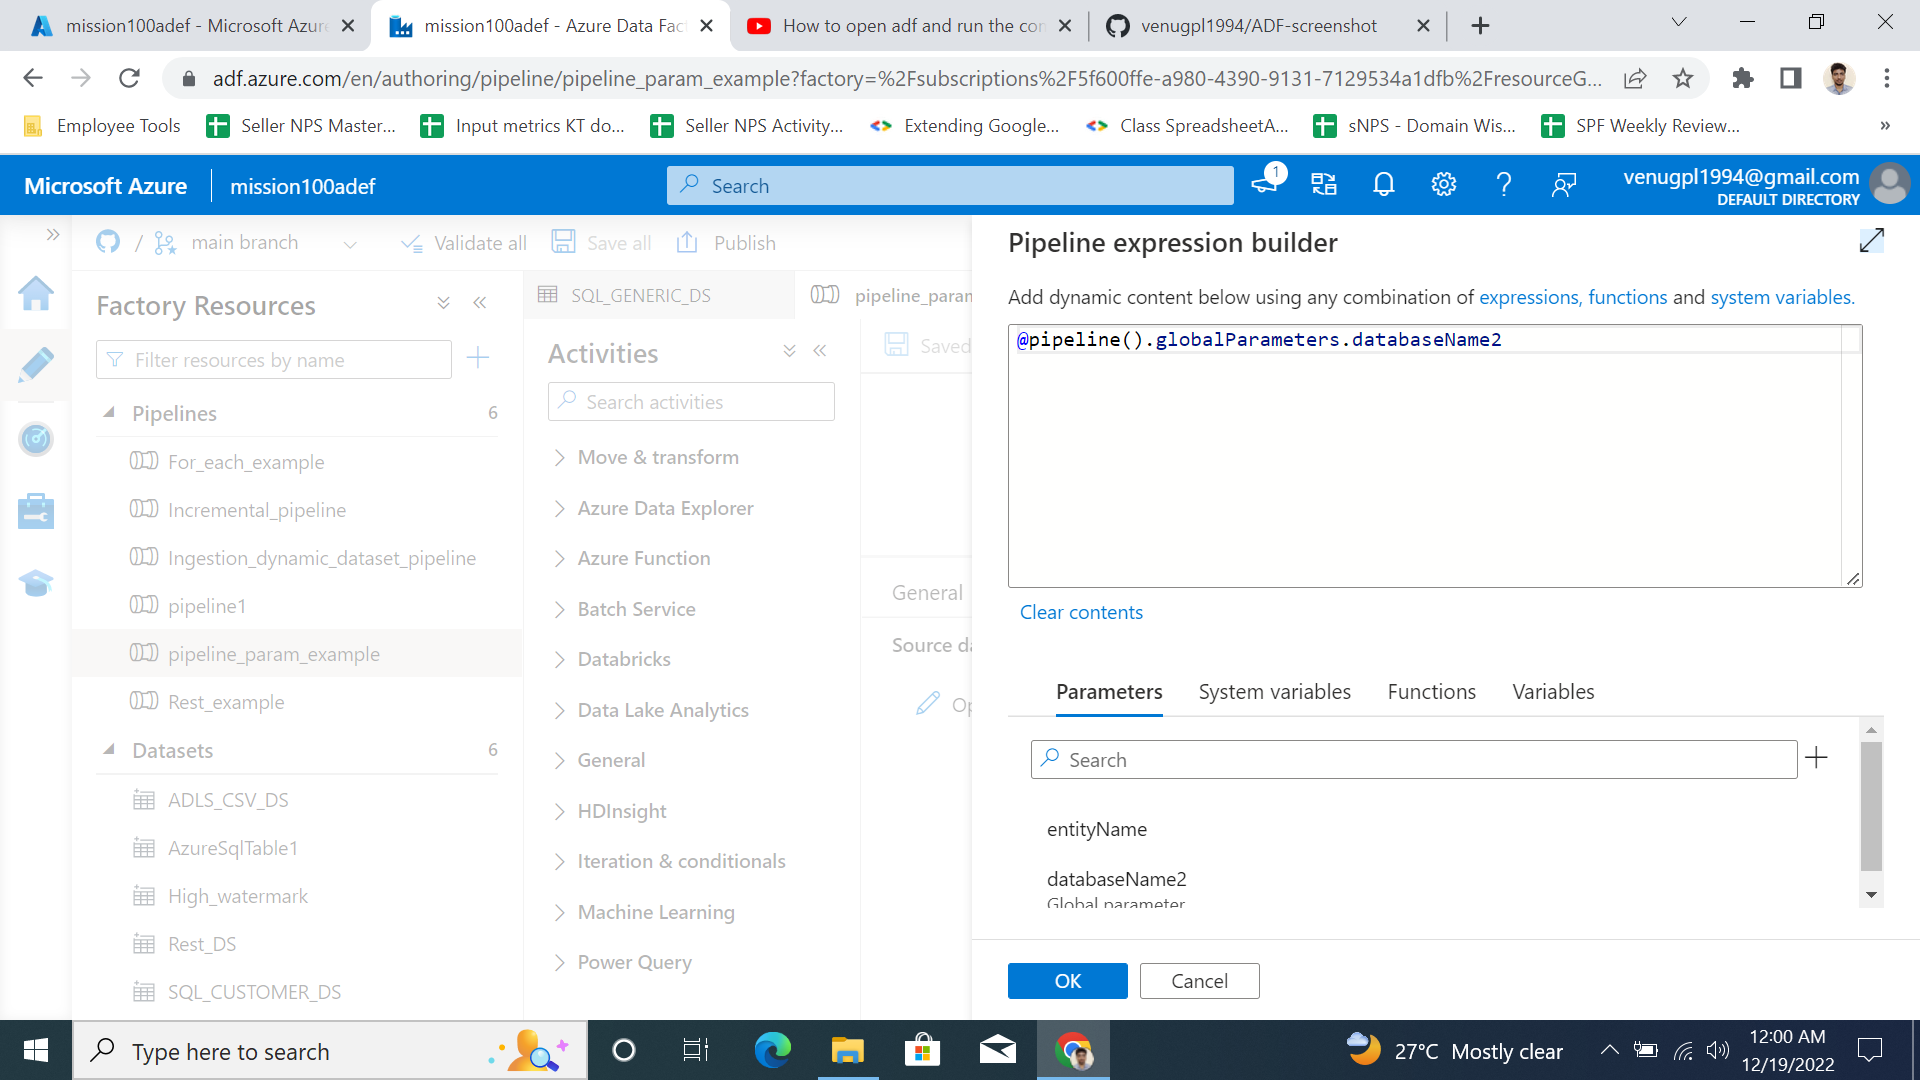 mission100adef - Microsoft Azure
mission100adef - Azure Data Fac
How to open adf and run the con
venugpl1994/ADF-screenshot
adf.azure.com/en/authoring/pipeline/pipeline_param_example?factory=%2Fsubscriptions%2F5f600ffe-a980-4390-9131-7129534a1dfb%2FresourceG...
Employee Tools
Seller NPS Master...
Input metrics KT do...
Seller NPS Activity...
Extending Google...
Class SpreadsheetA...
sNPS - Domain Wis...
SPF Weekly Review...
»
Microsoft Azure
mission100adef
Search
1
venugpl1994@gmail.com
DEFAULT DIRECTORY
/ main branch
Validate all
Save all
Publish
Factory Resources
Filter resources by name
Pipelines 6
For_each_example
Incremental_pipeline
Ingestion_dynamic_dataset_pipeline
pipeline1
pipeline_param_example
Rest_example
Datasets 6
ADLS_CSV_DS
AzureSqlTable1
High_watermark
Rest_DS
SQL_CUSTOMER_DS
SQL_GENERIC_DS
pipeline_param
Activities
Search activities
Move & transform
Azure Data Explorer
Azure Function
Batch Service
Databricks
Data Lake Analytics
General
HDInsight
Iteration & conditionals
Machine Learning
Power Query
Saved
General
Source da
Op
Pipeline expression builder
Add dynamic content below using any combination of expressions, functions and system variables.
@pipeline().globalParameters.databaseName2
Clear contents
Parameters
System variables
Functions
Variables
Search
entityName
databaseName2
Global parameter
OK
Cancel
Type here to search
27°C Mostly clear
12:00 AM
12/19/2022